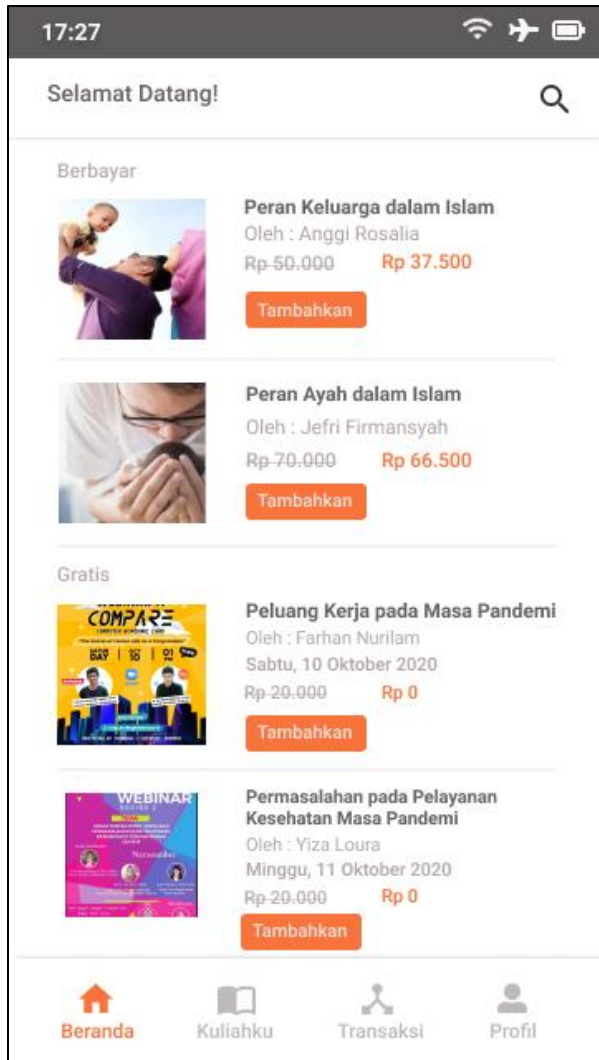 17:27
Selamat Datang!
Berbayar
Peran Keluarga dalam Islam
Oleh : Anggi Rosalia
Rp 50.000 Rp 37.500
Tambahkan
Peran Ayah dalam Islam
Oleh : Jefri Firmansyah
Rp 70.000 Rp 66.500
Tambahkan
Gratis
COMPARE
Peluang Kerja pada Masa Pandemi
Oleh : Farhan Nurilam
Sabtu, 10 Oktober 2020
Rp 20.000 Rp 0
Tambahkan
WEBINAR
Permasalahan pada Pelayanan
Kesehatan Masa Pandemi
Oleh : Yiza Loura
Minggu, 11 Oktober 2020
Rp 20.000 Rp 0
Tambahkan
Beranda Kuliahku Transaksi Profil